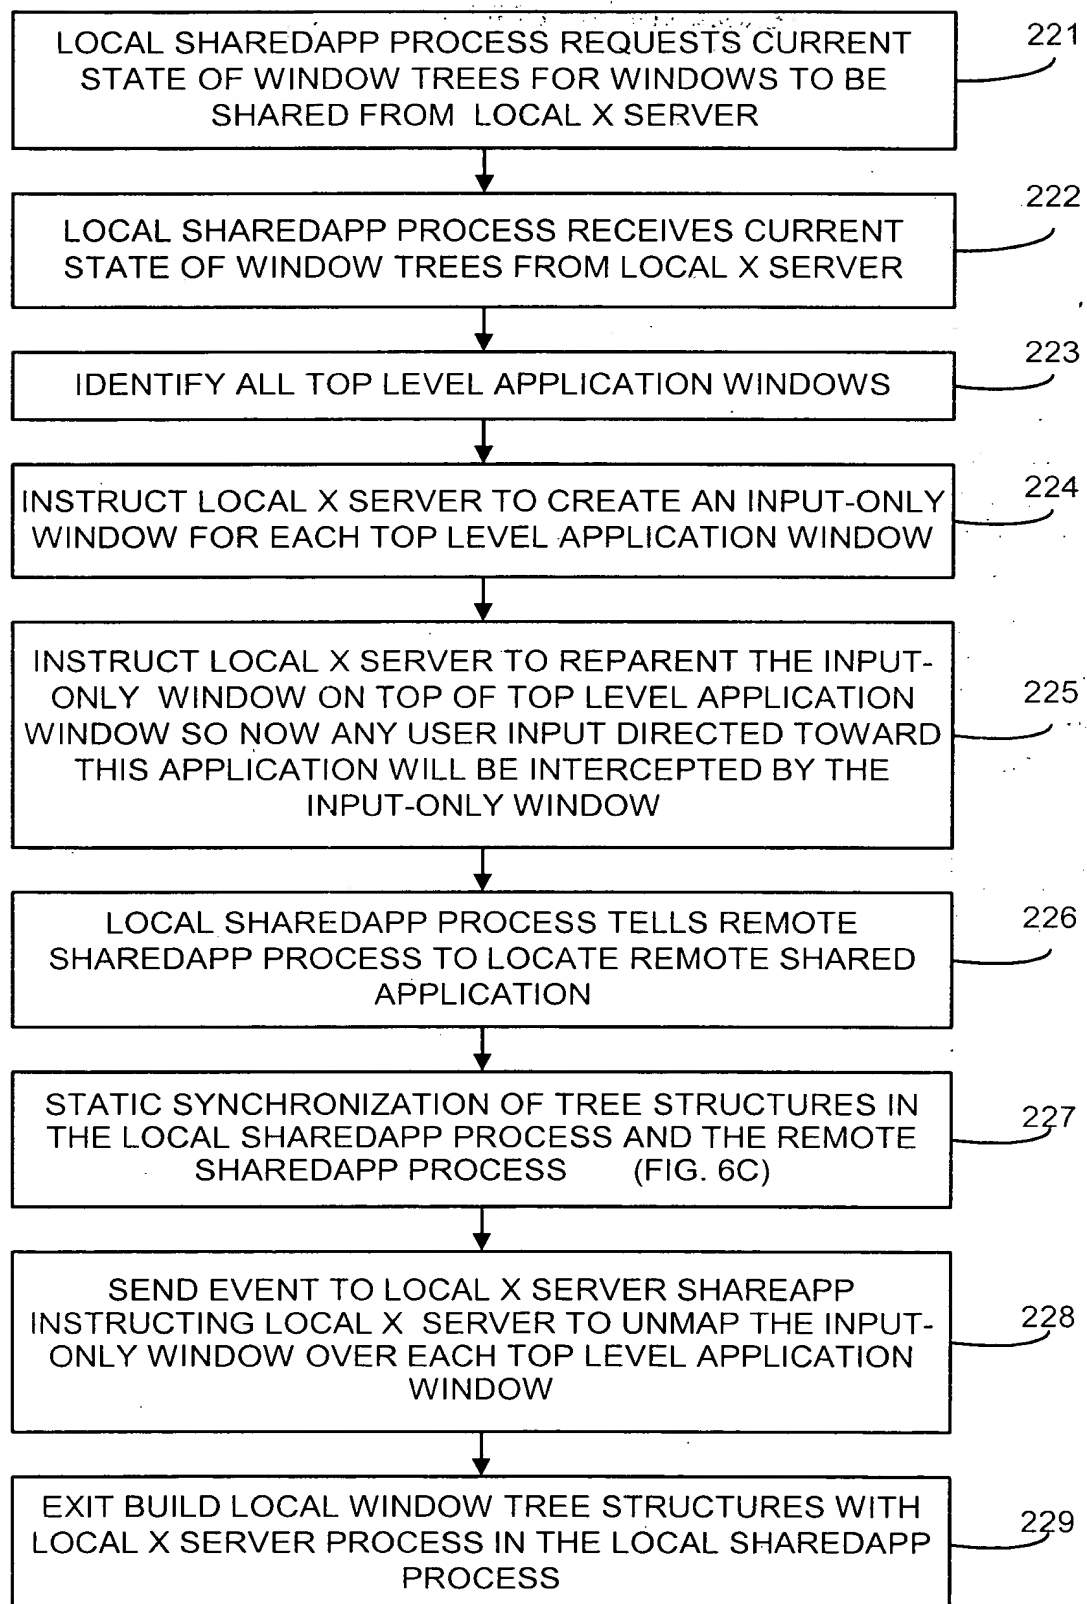 LOCAL SHAREDAPP PROCESS REQUESTS CURRENT
STATE OF WINDOW TREES FOR WINDOWS TO BE
SHARED FROM LOCAL X SERVER
221
LOCAL SHAREDAPP PROCESS RECEIVES CURRENT
STATE OF WINDOW TREES FROM LOCAL X SERVER
222
IDENTIFY ALL TOP LEVEL APPLICATION WINDOWS
223
INSTRUCT LOCAL X SERVER TO CREATE AN INPUT-ONLY
WINDOW FOR EACH TOP LEVEL APPLICATION WINDOW
224
INSTRUCT LOCAL X SERVER TO REPARENT THE INPUT-
ONLY WINDOW ON TOP OF TOP LEVEL APPLICATION
WINDOW SO NOW ANY USER INPUT DIRECTED TOWARD
THIS APPLICATION WILL BE INTERCEPTED BY THE
INPUT-ONLY WINDOW
225
LOCAL SHAREDAPP PROCESS TELLS REMOTE
SHAREDAPP PROCESS TO LOCATE REMOTE SHARED
APPLICATION
226
STATIC SYNCHRONIZATION OF TREE STRUCTURES IN
THE LOCAL SHAREDAPP PROCESS AND THE REMOTE
SHAREDAPP PROCESS (FIG. 6C)
227
SEND EVENT TO LOCAL X SERVER SHAREAPP
INSTRUCTING LOCAL X SERVER TO UNMAP THE INPUT-
ONLY WINDOW OVER EACH TOP LEVEL APPLICATION
WINDOW
228
EXIT BUILD LOCAL WINDOW TREE STRUCTURES WITH
LOCAL X SERVER PROCESS IN THE LOCAL SHAREDAPP
PROCESS
229